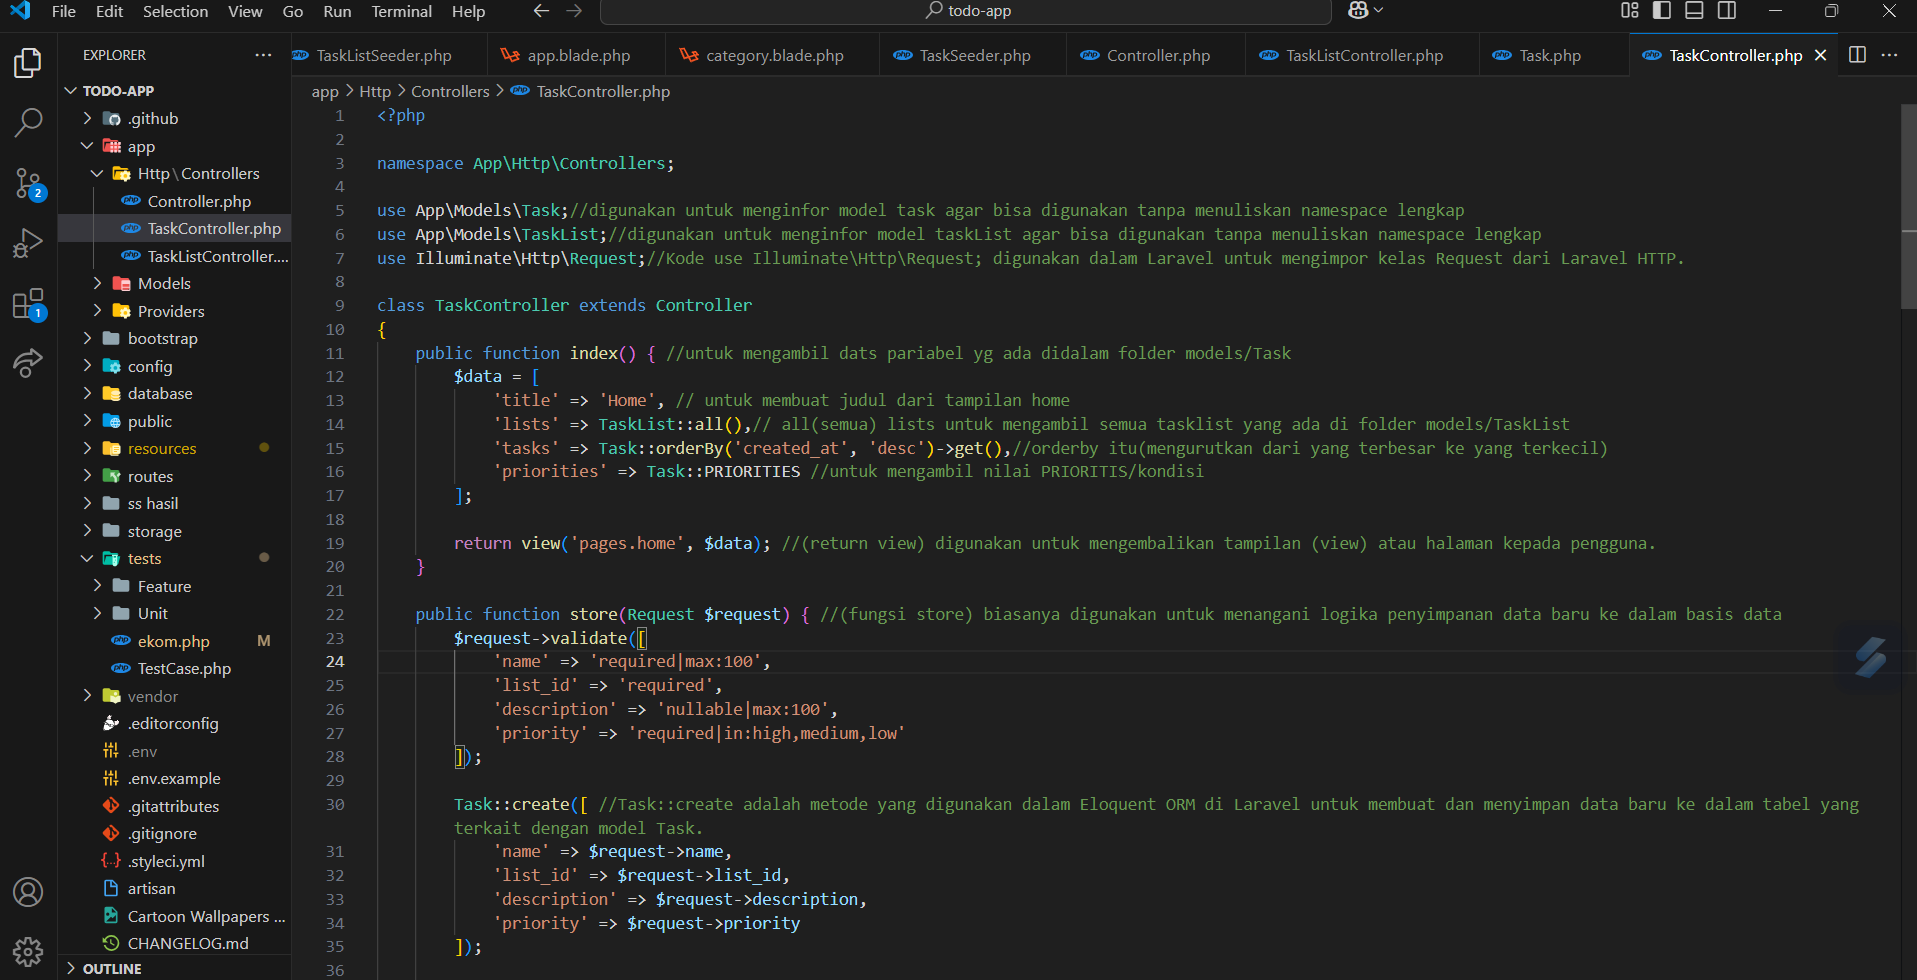 File Edit Selection View Go Run Terminal Help
todo-app
EXPLORER
TODO-APP
.github
app
Http\Controllers
Controller.php
TaskController.php
TaskListController....
Models
Providers
bootstrap
config
database
public
resources
routes
ss hasil
storage
tests
Feature
Unit
ekom.php M
TestCase.php
vendor
.editorconfig
.env
.env.example
.gitattributes
.gitignore
.styleci.yml
artisan
Cartoon Wallpapers ...
CHANGELOG.md
OUTLINE
2
1
TaskListSeeder.php app.blade.php category.blade.php TaskSeeder.php Controller.php TaskListController.php Task.php TaskController.php
app > Http > Controllers > TaskController.php
1 <?php
2
3 namespace App\Http\Controllers;
4
5 use App\Models\Task;//digunakan untuk menginfor model task agar bisa digunakan tanpa menuliskan namespace lengkap
6 use App\Models\TaskList;//digunakan untuk menginfor model taskList agar bisa digunakan tanpa menuliskan namespace lengkap
7 use Illuminate\Http\Request;//Kode use Illuminate\Http\Request; digunakan dalam Laravel untuk mengimpor kelas Request dari Laravel HTTP.
8
9 class TaskController extends Controller
10 {
11 public function index() { //untuk mengambil dats pariabel yg ada didalam folder models/Task
12 $data = [
13 'title' => 'Home', // untuk membuat judul dari tampilan home
14 'lists' => TaskList::all(),// all(semua) lists untuk mengambil semua tasklist yang ada di folder models/TaskList
15 'tasks' => Task::orderBy('created_at', 'desc')->get(),//orderby itu(mengurutkan dari yang terbesar ke yang terkecil)
16 'priorities' => Task::PRIORITIES //untuk mengambil nilai PRIORITIS/kondisi
17 ];
18
19 return view('pages.home', $data); //(return view) digunakan untuk mengembalikan tampilan (view) atau halaman kepada pengguna.
20 }
21
22 public function store(Request $request) { //(fungsi store) biasanya digunakan untuk menangani logika penyimpanan data baru ke dalam basis data
23 $request->validate([
24 'name' => 'required|max:100',
25 'list_id' => 'required',
26 'description' => 'nullable|max:100',
27 'priority' => 'required|in:high,medium,low'
28 ]);
29
30 Task::create([ //Task::create adalah metode yang digunakan dalam Eloquent ORM di Laravel untuk membuat dan menyimpan data baru ke dalam tabel yang
terkait dengan model Task.
31 'name' => $request->name,
32 'list_id' => $request->list_id,
33 'description' => $request->description,
34 'priority' => $request->priority
35 ]);
36